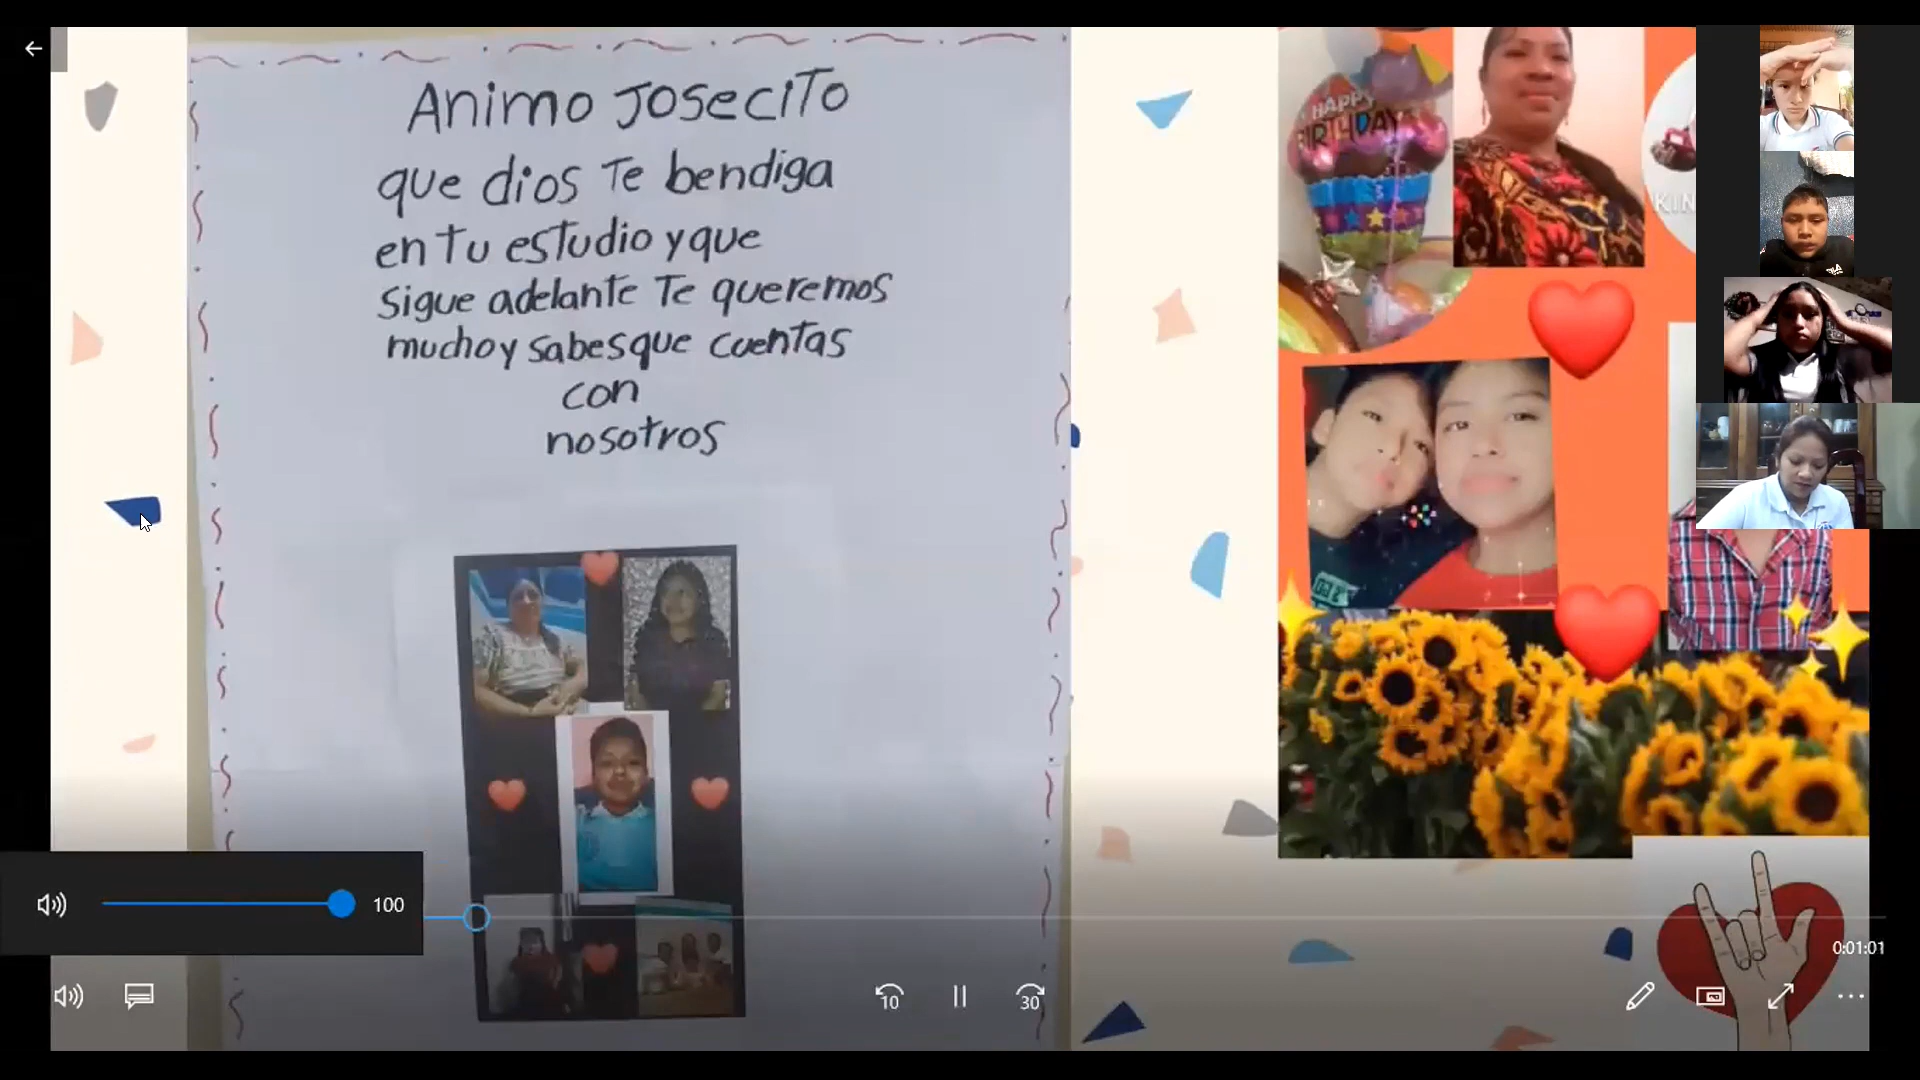 Animo Josecito
que dios Te bendiga
en Tu estudio y que
sigue adelante Te queremos
mucho y sabes que cuentas
con
nosotros
HAPPY
BIRTHDAY
KIN
100
0:01:01
10
30